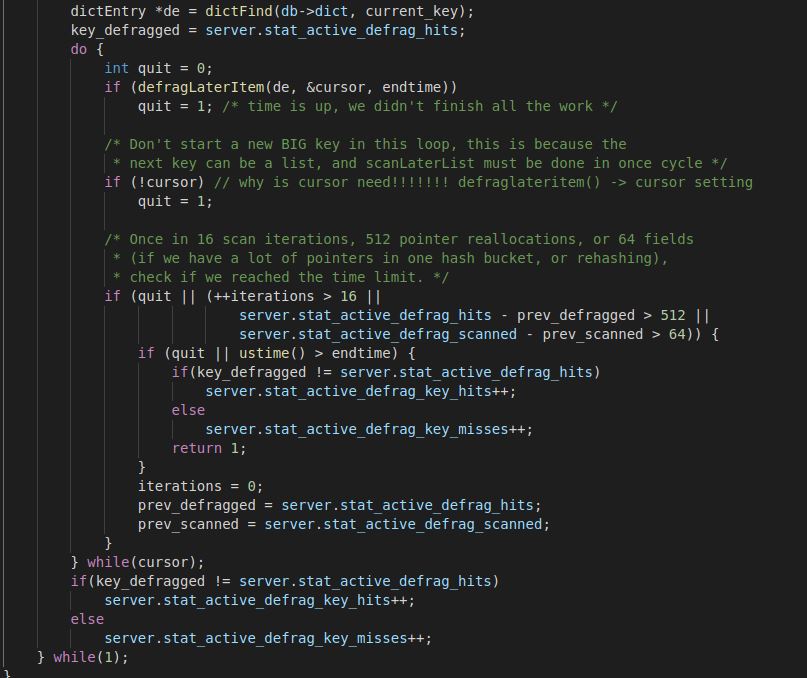 dictEntry *de = dictFind(db->dict, current_key);
key_defragged = server.stat_active_defrag_hits;
do {
int quit = 0;
if (defragLaterItem(de, &cursor, endtime))
quit = 1; /* time is up, we didn't finish all the work */
/* Don't start a new BIG key in this loop, this is because the
* next key can be a list, and scanLaterList must be done in once cycle */
if (!cursor) // why is cursor need!!!!!!! defraglateritem() -> cursor setting
quit = 1;
/* Once in 16 scan iterations, 512 pointer reallocations, or 64 fields
* (if we have a lot of pointers in one hash bucket, or rehashing),
* check if we reached the time limit. */
if (quit || (++iterations > 16 ||
server.stat_active_defrag_hits - prev_defragged > 512 ||
server.stat_active_defrag_scanned - prev_scanned > 64)) {
if (quit || ustime() > endtime) {
if(key_defragged != server.stat_active_defrag_hits)
server.stat_active_defrag_key_hits++;
else
server.stat_active_defrag_key_misses++;
return 1;
}
iterations = 0;
prev_defragged = server.stat_active_defrag_hits;
prev_scanned = server.stat_active_defrag_scanned;
}
} while(cursor);
if(key_defragged != server.stat_active_defrag_hits)
server.stat_active_defrag_key_hits++;
else
server.stat_active_defrag_key_misses++;
} while(1);
}